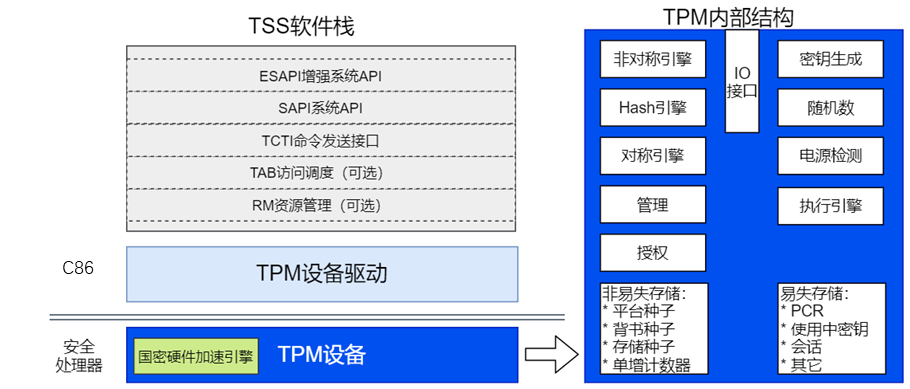 TSS软件栈
ESAPI增强系统API
SAPI系统API
TCTI命令发送接口
TAB访问调度（可选）
RM资源管理（可选）
C86
TPM设备驱动
安全
处理器
国密硬件加速引擎
TPM设备
TPM内部结构
非对称引擎
IO
接口
密钥生成
Hash引擎
随机数
对称引擎
电源检测
管理
执行引擎
授权
非易失存储：
* 平台种子
* 背书种子
* 存储种子
* 单增计数器
易失存储：
* PCR
* 使用中密钥
* 会话
* 其它